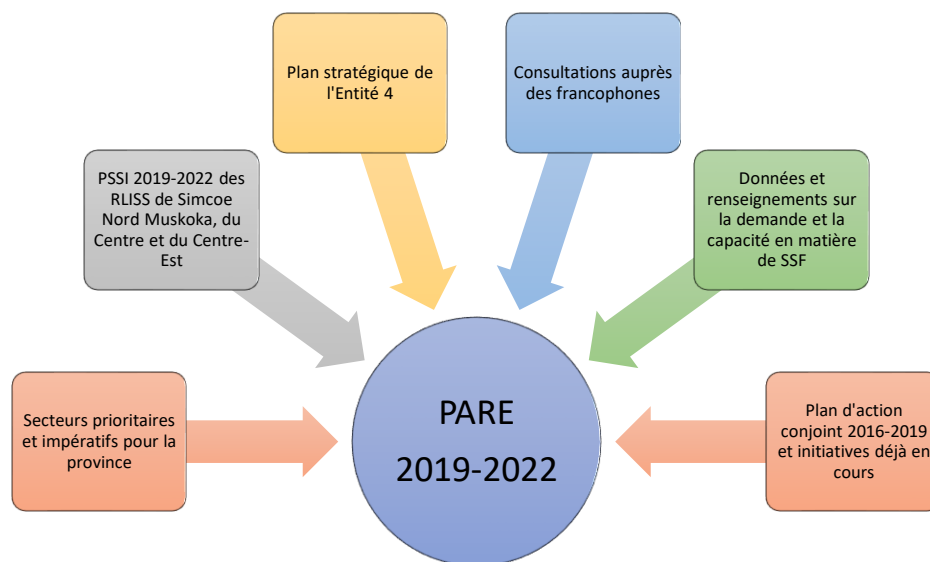 Plan stratégique de
l'Entité 4
Consultations auprès
des francophones
PSSI 2019-2022 des
RLISS de Simcoe
Nord Muskoka, du
Centre et du Centre-
Est
Données et
renseignements sur
la demande et la
capacité en matière
de SSF
Secteurs prioritaires
et impératifs pour la
province
PARE
2019-2022
Plan d'action
conjoint 2016-2019
et initiatives déjà en
cours